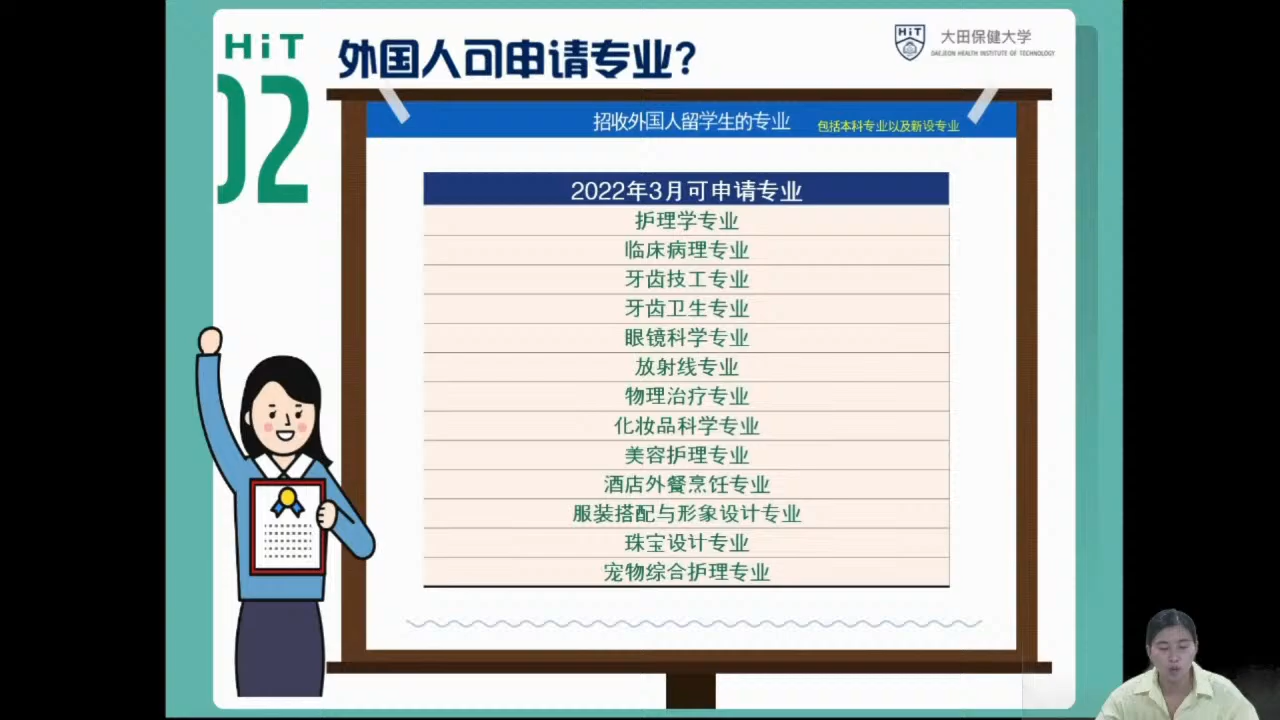 HiT
02
外国人可申请专业?
HiT
大田保健大学
DAEJEON HEALTH INSTITUTE OF TECHNOLOGY
招收外国人留学生的专业 包括本科专业以及新设专业
2022年3月可申请专业
护理学专业
临床病理专业
牙齿技工专业
牙齿卫生专业
眼镜科学专业
放射线专业
物理治疗专业
化妆品科学专业
美容护理专业
酒店外餐烹饪专业
服装搭配与形象设计专业
珠宝设计专业
宠物综合护理专业